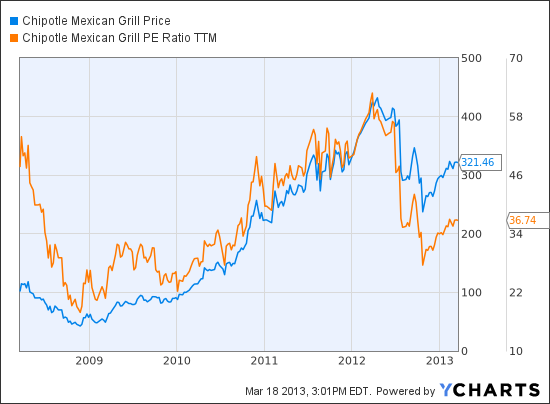 Chipotle Mexican Grill Price
Chipotle Mexican Grill PE Ratio TTM
500 70
400 58
321.46
300 46
36.74
200 34
100 22
0 10
2009 2010 2011 2012 2013
Mar 18 2013, 3:01PM EDT. Powered by YCHARTS